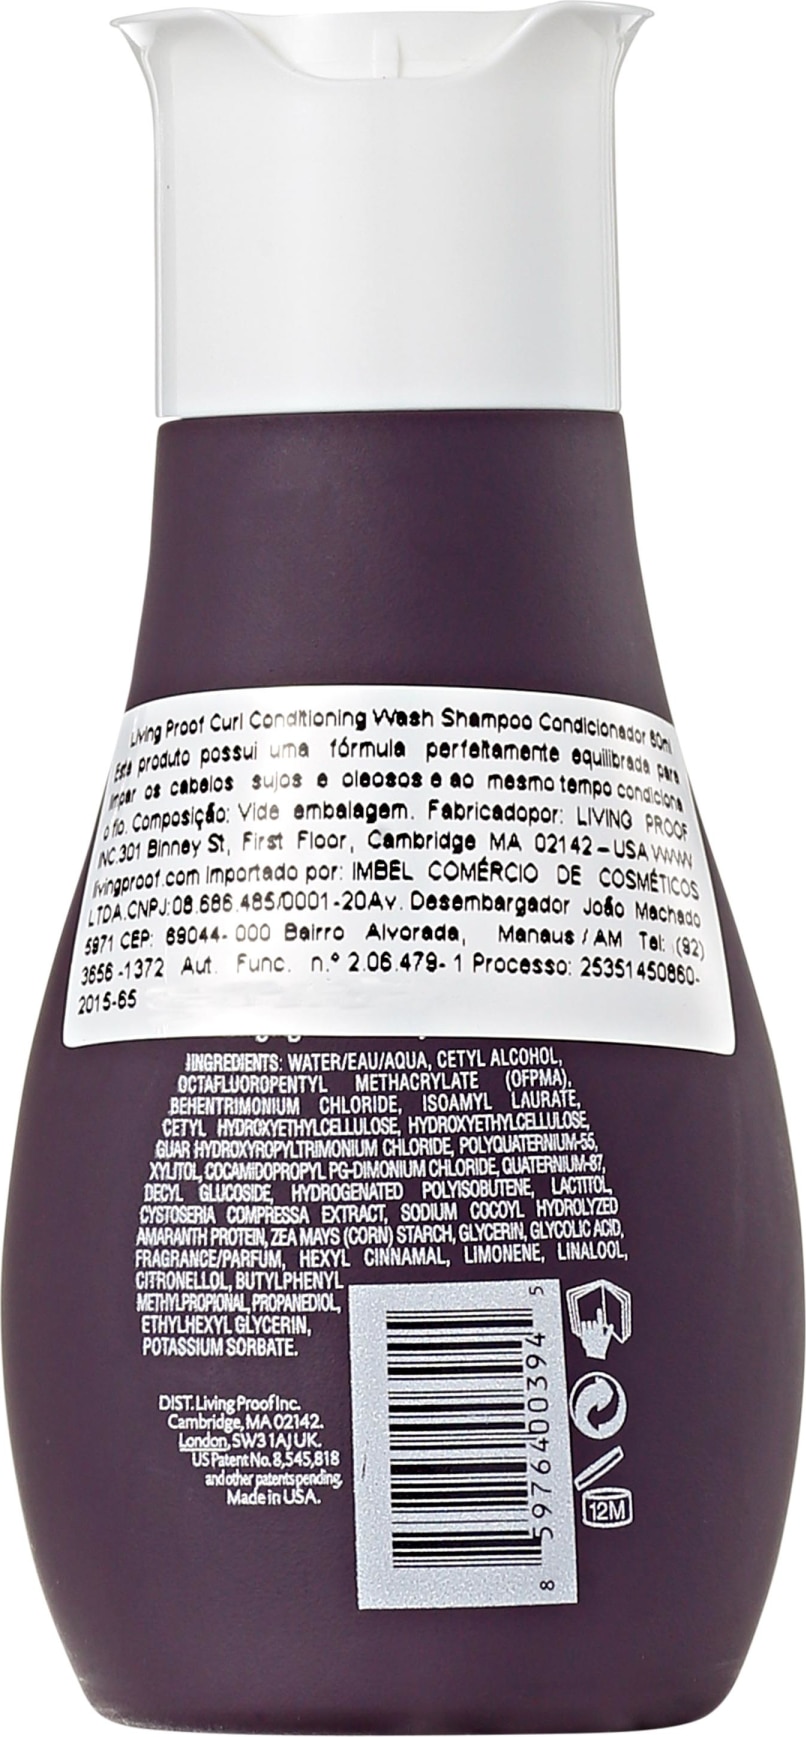 Living Proof Curl Conditioning Wash Shampoo Condicionador 60ml
Este produto possui uma fórmula perfeitamente equilibrada para
limpar os cabelos sujos e oleosos e ao mesmo tempo condiciona
o fio. Composição: Vide embalagem. Fabricadopor: LIVING PROOF
INC.301 Binney St, First Floor, Cambridge MA 02142-USA WWW
livingproof.com Importado por: IMBEL COMÉRCIO DE COSMÉTICOS
LTDA.CNPJ:08.686.485/0001-20Av. Desembargador João Machado
5971 CEP: 69044-000 Bairro Alvorada, Manaus / AM Tel: (92)
3656-1372 Aut. Func. n.º 2.06.479-1 Processo: 25351450860-
2015-65
INGREDIENTS: WATER/EAU/AQUA, CETYL ALCOHOL,
OCTAFLUOROPENTYL METHACRYLATE (OFPMA),
BEHENTRIMONIUM CHLORIDE, ISOAMYL LAURATE,
CETYL HYDROXYETHYLCELLULOSE, HYDROXYETHYLCELLULOSE,
GUAR HYDROXYROPYLTRIMONIUM CHLORIDE, POLYQUATERNIUM-55,
XYLITOL, COCAMIDOPROPYL PG-DIMONIUM CHLORIDE, QUATERNIUM-87,
DECYL GLUCOSIDE, HYDROGENATED POLYISOBUTENE, LACTITOL,
CYSTOSERIA COMPRESSA EXTRACT, SODIUM COCOYL HYDROLYZED
AMARANTH PROTEIN, ZEA MAYS (CORN) STARCH, GLYCERIN, GLYCOLIC ACID,
FRAGRANCE/PARFUM, HEXYL CINNAMAL, LIMONENE, LINALOOL,
CITRONELLOL, BUTYLPHENYL
METHYLPROPIONAL, PROPANEDIOL,
ETHYLHEXYL GLYCERIN,
POTASSIUM SORBATE.
DIST. Living Proof Inc.
Cambridge, MA 02142.
London, SW3 1AJ UK.
US Patent No. 8,545,818
and other patents pending.
Made in USA.
8 59764 00394 5
12M